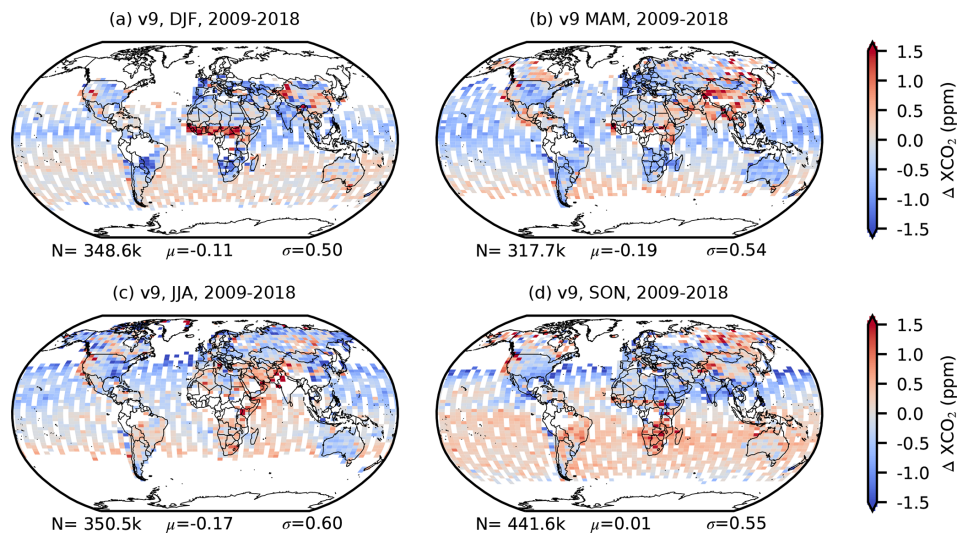 (a) v9, DJF, 2009-2018
(b) v9 MAM, 2009-2018
N= 348.6k μ=-0.11 σ=0.50
N= 317.7k μ=-0.19 σ=0.54
1.5
1.0
0.5
0.0
-0.5
-1.0
-1.5
Δ XCO₂ (ppm)
(c) v9, JJA, 2009-2018
(d) v9, SON, 2009-2018
N= 350.5k μ=-0.17 σ=0.60
N= 441.6k μ=0.01 σ=0.55
1.5
1.0
0.5
0.0
-0.5
-1.0
-1.5
Δ XCO₂ (ppm)